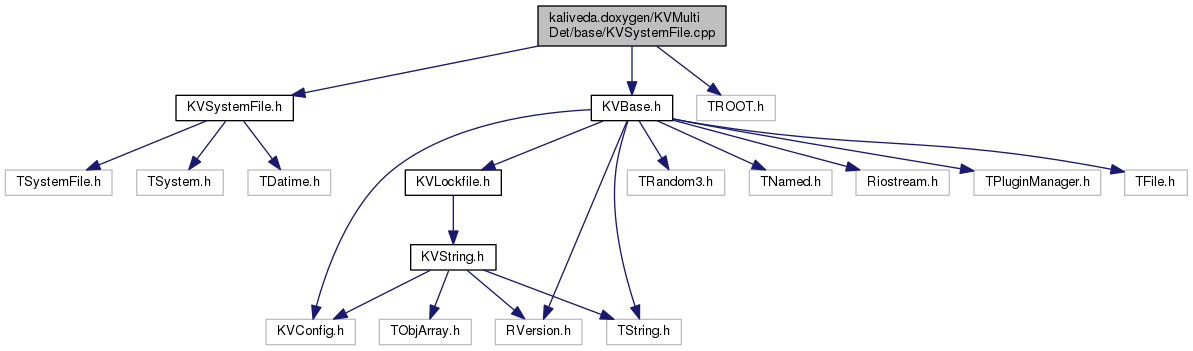 kaliveda.doxygen/KVMulti
Det/base/KVSystemFile.cpp
KVSystemFile.h
KVBase.h
TROOT.h
TSystemFile.h
TSystem.h
TDatime.h
KVLockfile.h
TRandom3.h
TNamed.h
Riostream.h
TPluginManager.h
TFile.h
KVString.h
KVConfig.h
TObjArray.h
RVersion.h
TString.h